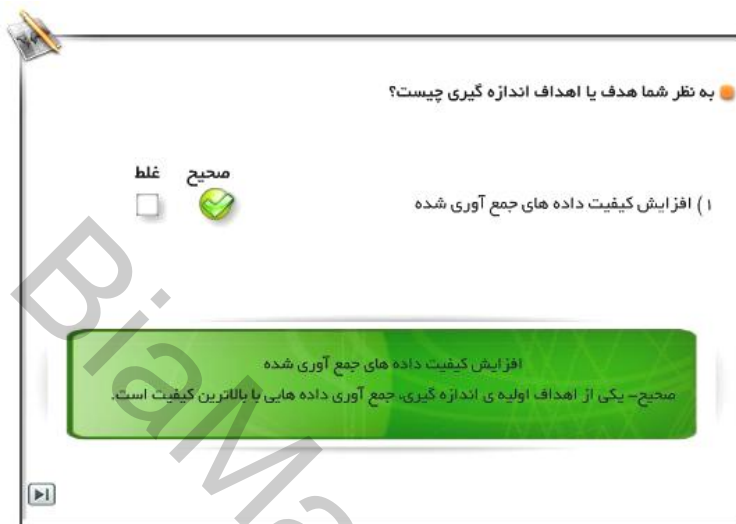 به نظر شما هدف یا اهداف اندازه گیری چیست؟
صحیح غلط
۱) افزایش کیفیت داده های جمع آوری شده
افزایش کیفیت داده های جمع آوری شده
صحیح- یکی از اهداف اولیه ی اندازه گیری، جمع آوری داده هایی با بالاترین کیفیت است.
BiaMa